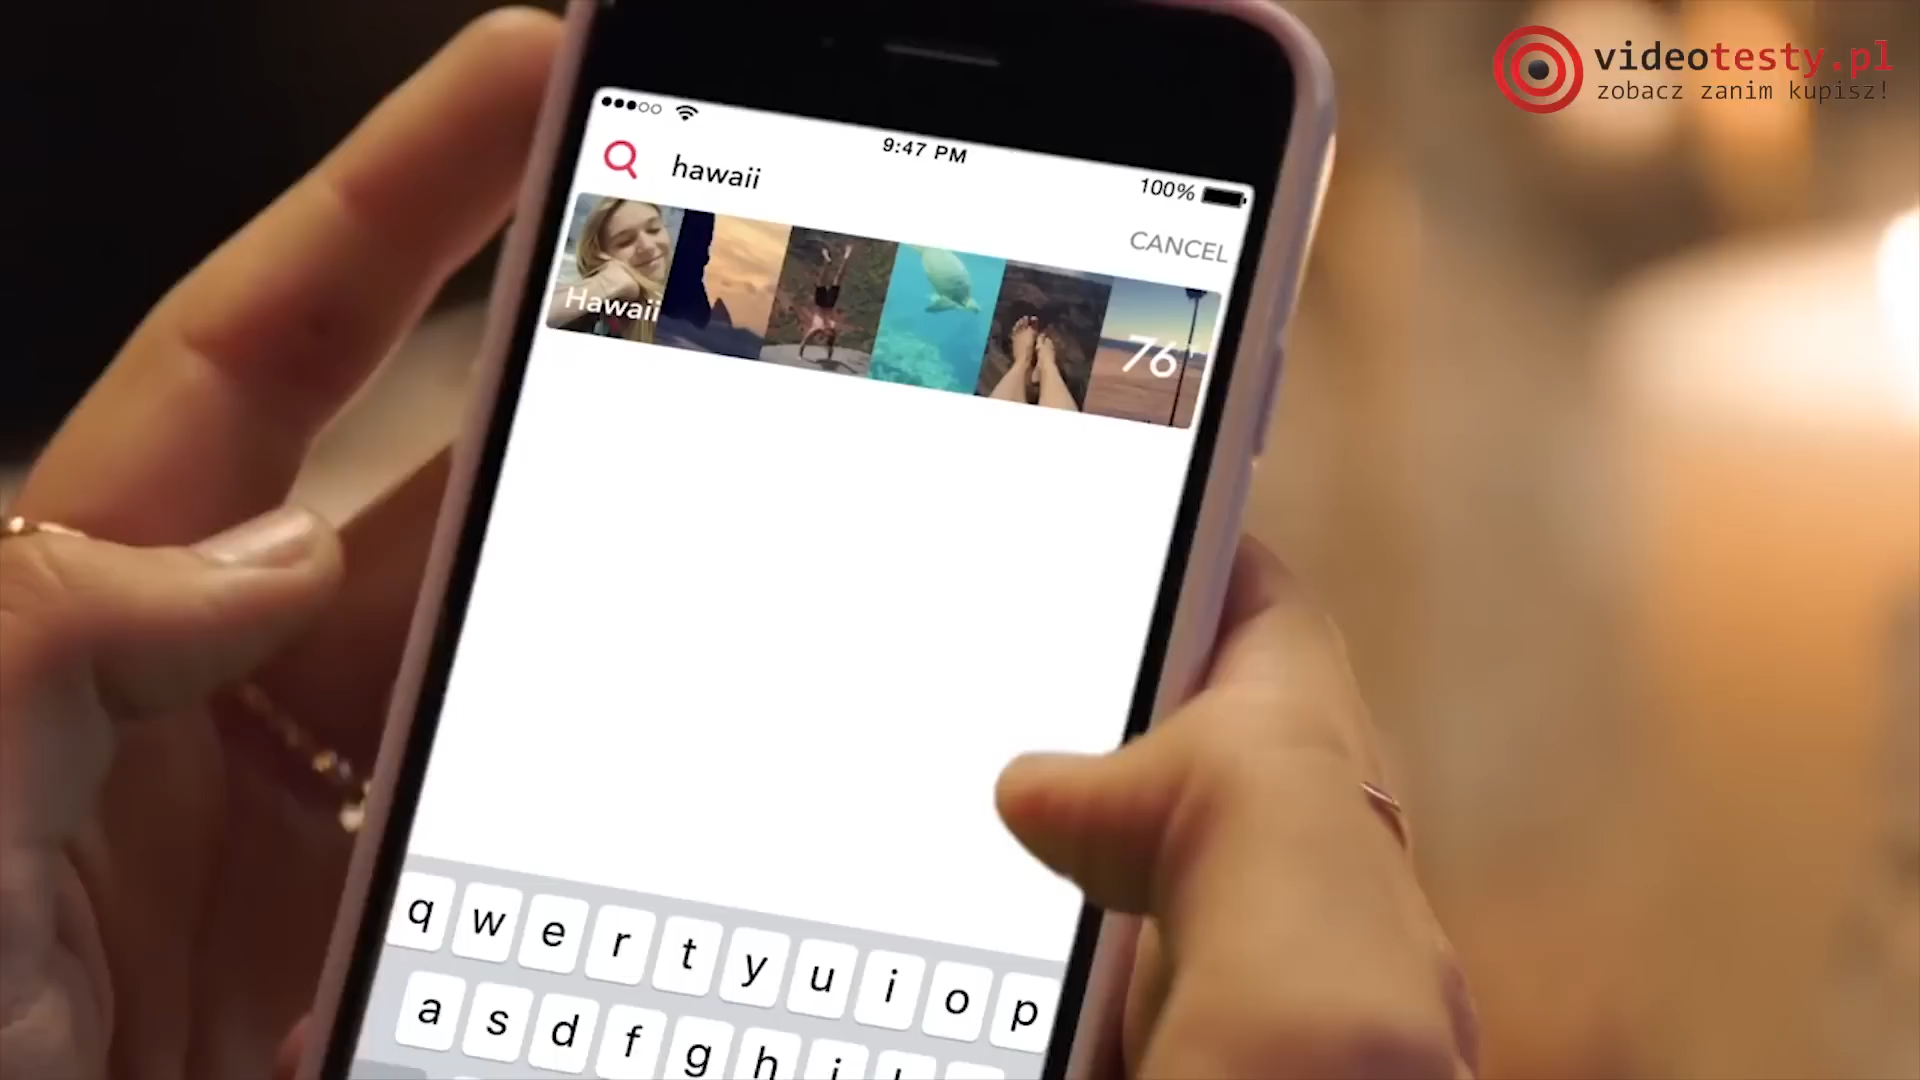 videotesty.pl
zobacz zanim kupisz!
9:47 PM
100%
hawaii
CANCEL
Hawaii
76
q w e r t y u i o p
a s d f g h